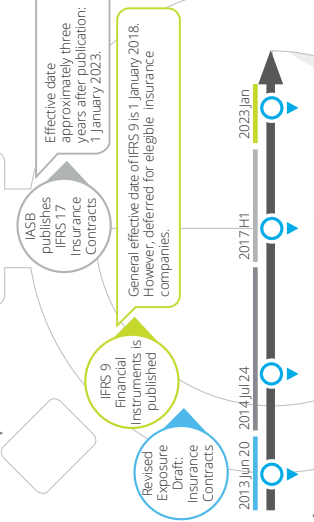 Revised
Exposure
Draft:
Insurance
Contracts
IFRS 9
Financial
Instruments is
published
General effective date of IFRS 9 is 1 January 2018.
However, deferred for elegible insurance
companies.
IASB
publishes
IFRS 17
Insurance
Contracts
Effective date
approximately three
years after publication:
1 January 2023.
2013 Jun 20
2014 Jul 24
2017 H1
2023 Jan